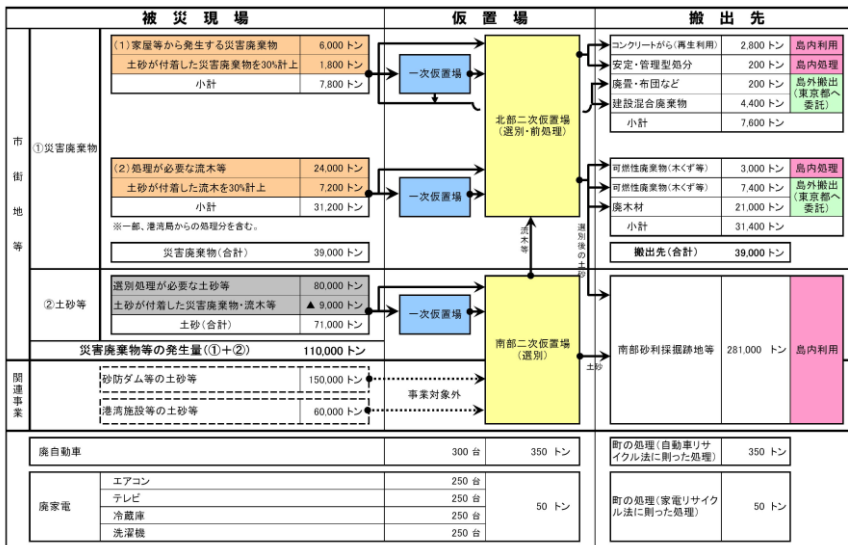 被災現場 仮置場 搬出先
市街地等
①災害廃棄物
(1)家屋等から発生する災害廃棄物 6,000 トン
土砂が付着した災害廃棄物を30%計上 1,800 トン
小計 7,800 トン
一次仮置場
北部二次仮置場
(選別・前処理)
コンクリートがら(再生利用) 2,800 トン 島内利用
安定・管理型処分 200 トン 島内処理
廃畳・布団など 200 トン
建設混合廃棄物 4,400 トン
島外搬出
(東京都へ
委託)
小計 7,600 トン
(2)処理が必要な流木等 24,000 トン
土砂が付着した流木を30%計上 7,200 トン
小計 31,200 トン
※一部、港湾局からの処理分を含む。
一次仮置場
可燃性廃棄物(木くず等) 3,000 トン 島内処理
可燃性廃棄物(木くず等) 7,400 トン
廃木材 21,000 トン
島外搬出
(東京都へ
委託)
小計 31,400 トン
災害廃棄物(合計) 39,000 トン
流木等
選別後の土砂
搬出先(合計) 39,000 トン
②土砂等
選別処理が必要な土砂等 80,000 トン
土砂が付着した災害廃棄物・流木等 ▲ 9,000 トン
土砂(合計) 71,000 トン
一次仮置場
南部二次仮置場
(選別)
土砂
南部砂利採掘跡地等 281,000 トン 島内利用
災害廃棄物等の発生量(①+②) 110,000 トン
関連事業
砂防ダム等の土砂等 150,000 トン
港湾施設等の土砂等 60,000 トン
事業対象外
廃自動車 300 台 350 トン
町の処理(自動車リサ
イクル法に則った処理) 350 トン
廃家電
エアコン 250 台
テレビ 250 台
冷蔵庫 250 台
洗濯機 250 台
50 トン
町の処理(家電リサイク
ル法に則った処理) 50 トン